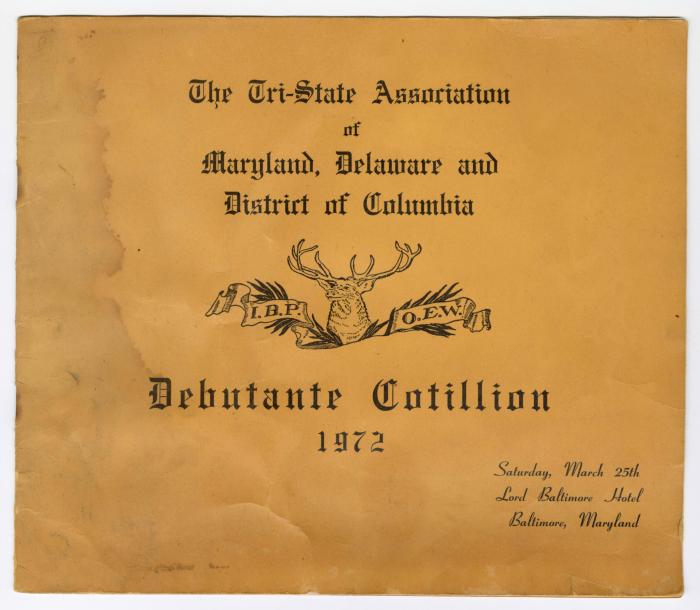 The Tri-State Association
of
Maryland, Delaware and
District of Columbia
I.B.P.
O.E.W.
Debutante Cotillion
1972
Saturday, March 25th
Lord Baltimore Hotel
Baltimore, Maryland